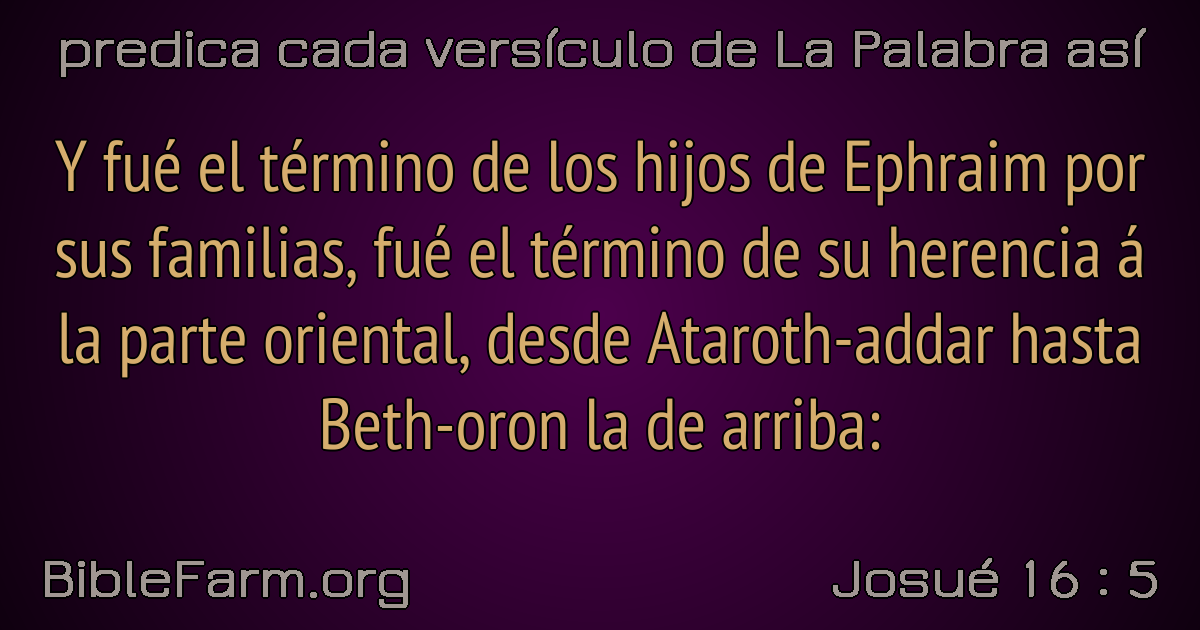 predica cada versículo de La Palabra así
Y fué el término de los hijos de Ephraim por
sus familias, fué el término de su herencia á
la parte oriental, desde Ataroth-addar hasta
Beth-oron la de arriba:
BibleFarm.org
Josué 16 : 5